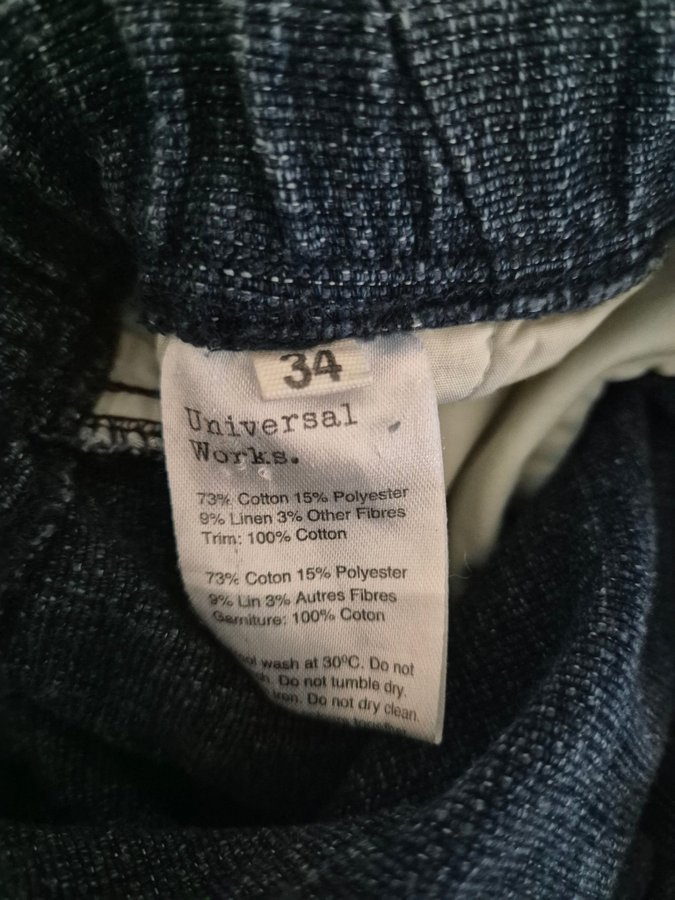 34
Universal
Works.
73% Cotton 15% Polyester
9% Linen 3% Other Fibres
Trim: 100% Cotton
73% Coton 15% Polyester
9% Lin 3% Autres Fibres
Garniture: 100% Coton
wash at 30ºC. Do not
Do not tumble dry.
iron. Do not dry clean.